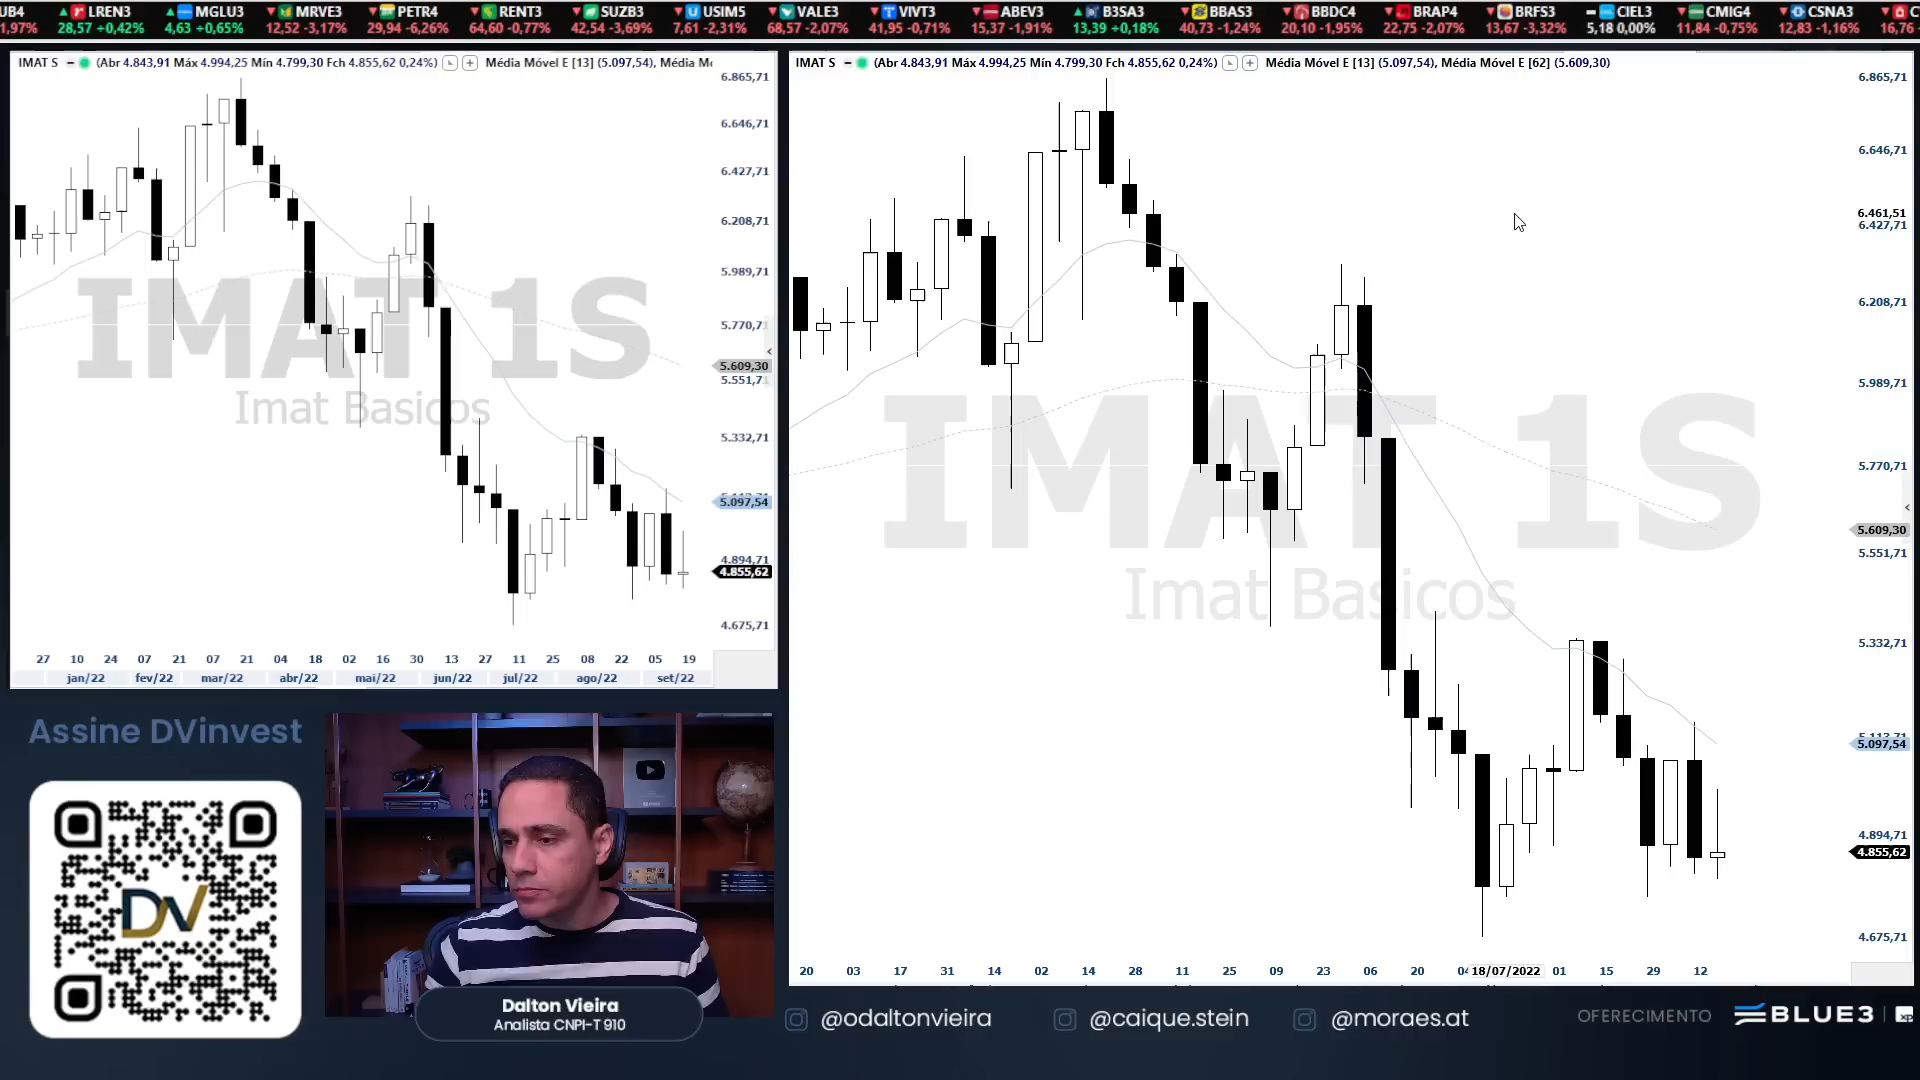 UB4 LREN3 MGLU3 MRVE3 PETR4 RENT3 SUZB3 USIM5 VALE3 VIVT3 ABEV3 B3SA3 BBAS3 BBDC4 BRAP4 BRFS3 CIEL3 CMIG4 CSNA3
1,97% 28,57 +0,42% 4,63 +0,65% 12,52 -3,17% 29,94 -6,26% 64,60 -0,77% 42,54 -3,69% 7,61 -2,31% 68,57 -2,07% 41,95 -0,71% 15,37 -1,91% 13,39 +0,18% 40,73 -1,24% 20,10 -1,95% 22,75 -2,07% 13,67 -3,32% 5,18 0,00% 11,84 -0,75% 12,83 -1,16% 16,76
IMAT S (Abr 4.843,91 Máx 4.994,25 Mín 4.799,30 Fch 4.855,62 0,24%) Média Móvel E [13] (5.097,54), Média M
6.865,71
6.646,71
6.427,71
6.208,71
5.989,71
5.770,71
5.609,30
5.551,71
5.332,71
5.097,54
4.894,71
4.855,62
4.675,71
IMAT 1S
Imat Basicos
27 10 24 07 21 07 21 04 18 02 16 30 13 27 11 25 08 22 05 19
jan/22 fev/22 mar/22 abr/22 mai/22 jun/22 jul/22 ago/22 set/22
IMAT S (Abr 4.843,91 Máx 4.994,25 Mín 4.799,30 Fch 4.855,62 0,24%) Média Móvel E [13] (5.097,54), Média Móvel E [62] (5.609,30)
6.865,71
6.646,71
6.461,51
6.427,71
6.208,71
5.989,71
5.770,71
5.609,30
5.551,71
5.332,71
5.097,54
4.894,71
4.855,62
4.675,71
IMAT 1S
Imat Basicos
20 03 17 31 14 02 14 28 11 25 09 23 06 20 04 18/07/2022 01 15 29 12
Assine DVinvest
DV
Dalton Vieira
Analista CNPI-T 910
@odaltonvieira
@caique.stein
@moraes.at
OFERECIMENTO
BLUE3
xp